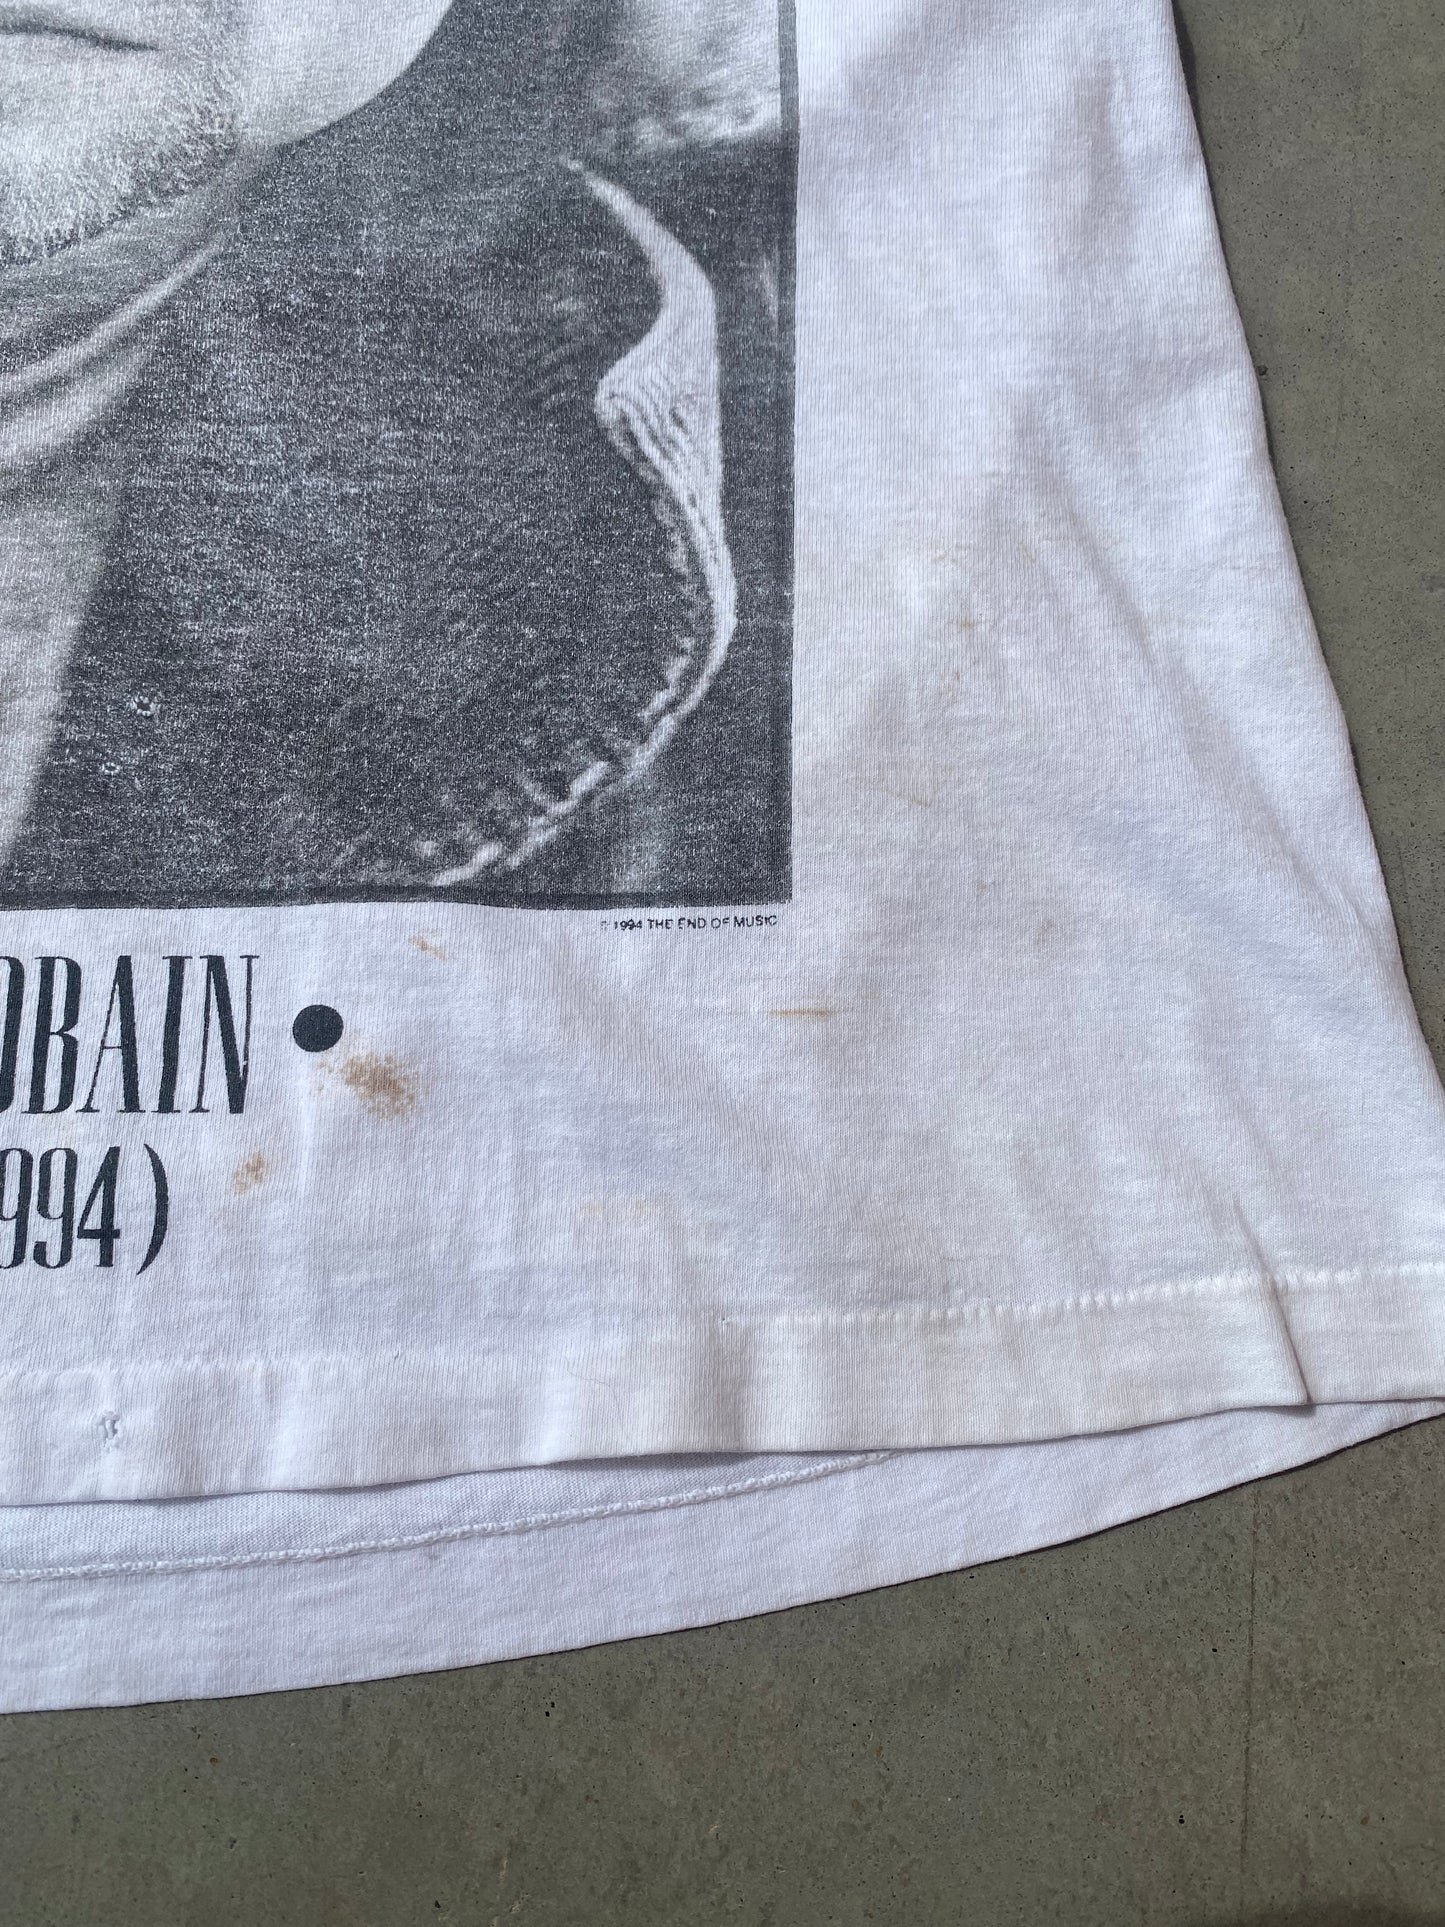 © 1994 THE END OF MUSIC
OBAIN •
994)